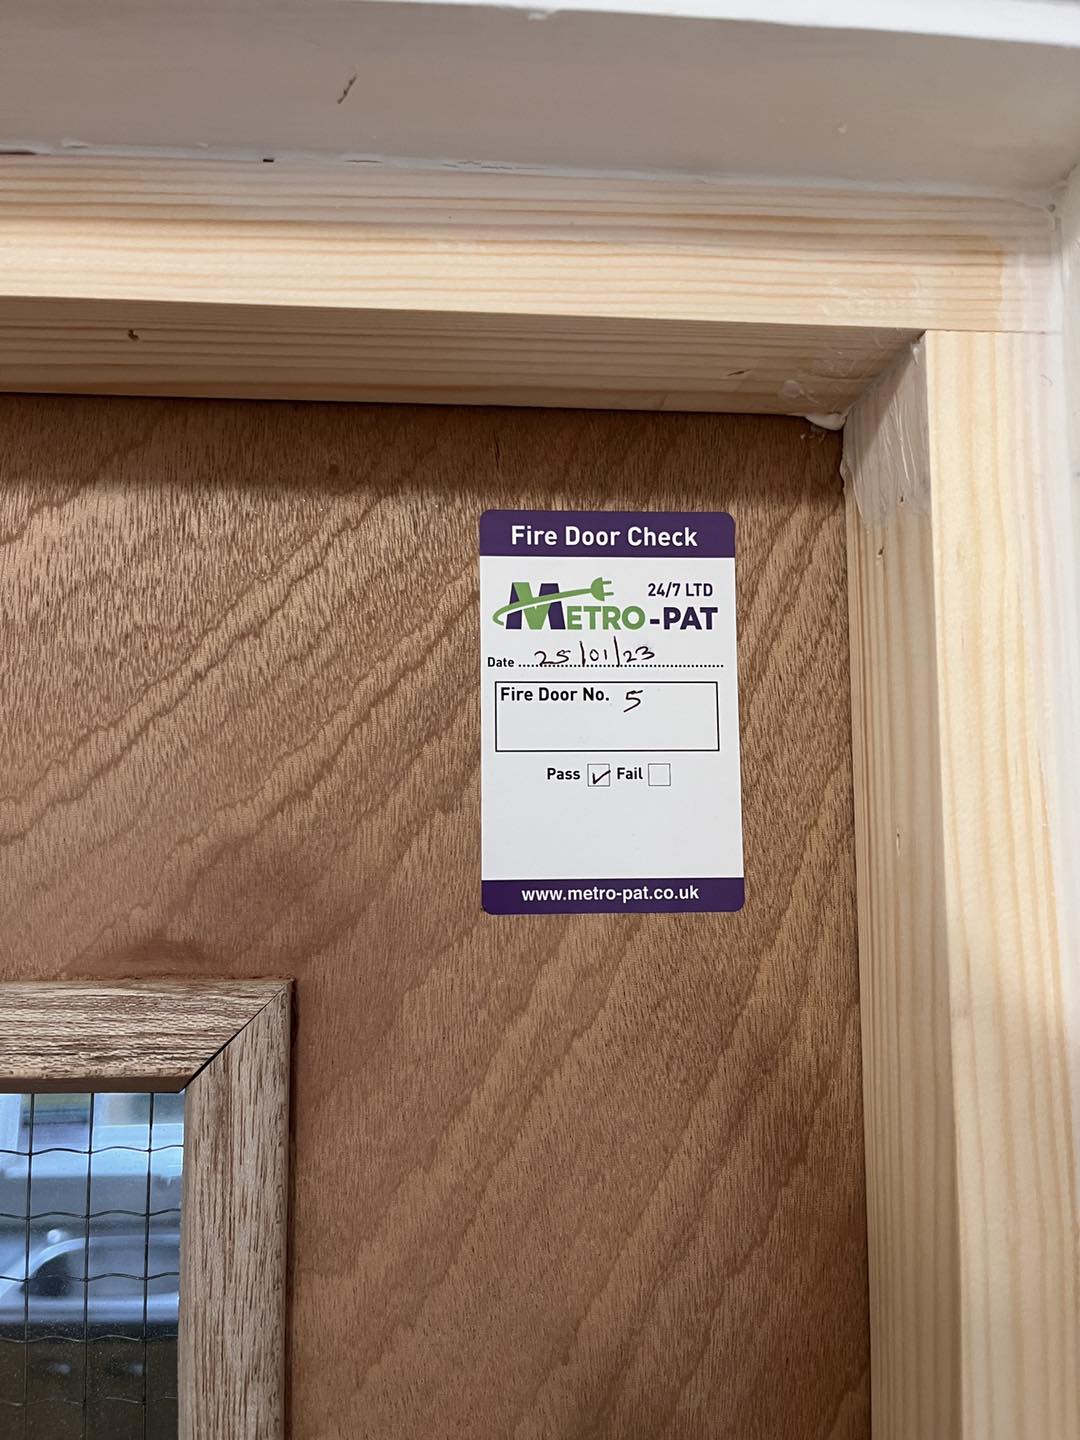 Fire Door Check
24/7 LTD
METRO-PAT
Date ........ 25/01/23 ........
Fire Door No. 5
Pass ✓ Fail
www.metro-pat.co.uk